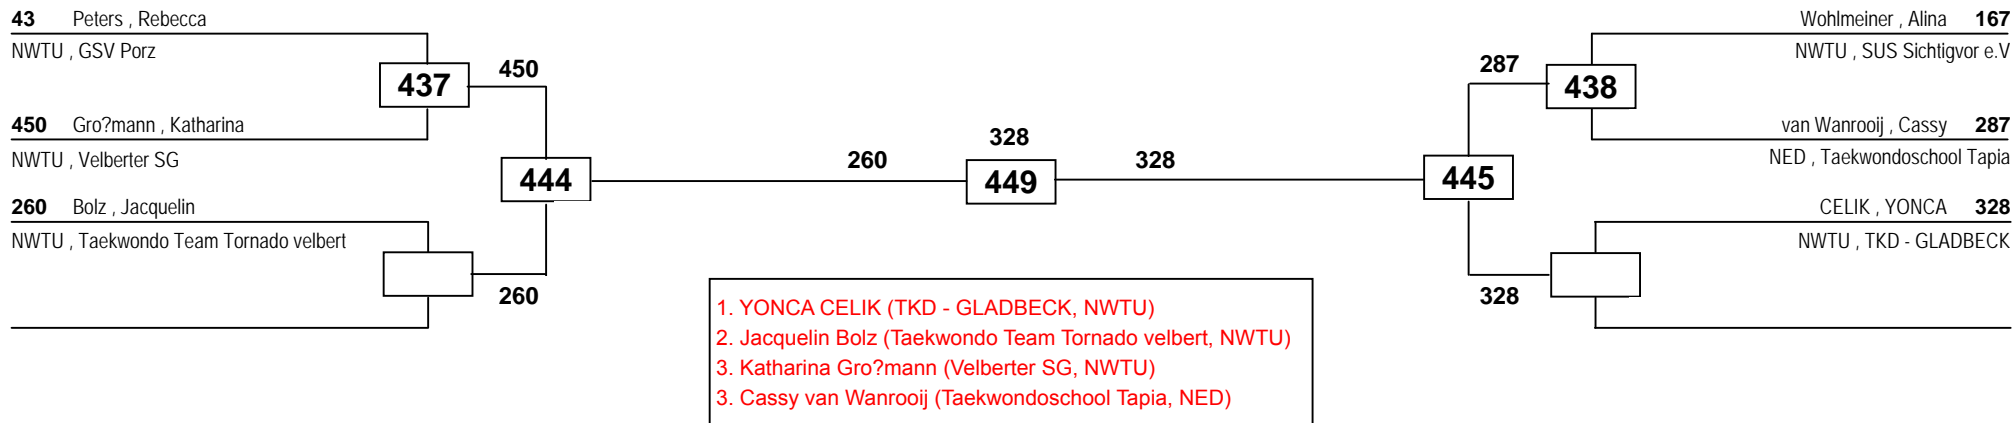 43 Peters , Rebecca
NWTU , GSV Porz
437
450
450 Gro?mann , Katharina
NWTU , Velberter SG
444
260 Bolz , Jacquelin
NWTU , Taekwondo Team Tornado velbert
260
260
328
449
328
Wohlmeiner , Alina 167
NWTU , SUS Sichtigvor e.V
287
438
van Wanrooij , Cassy 287
NED , Taekwondoschool Tapia
445
CELIK , YONCA 328
NWTU , TKD - GLADBECK
328
1. YONCA CELIK (TKD - GLADBECK, NWTU)
2. Jacquelin Bolz (Taekwondo Team Tornado velbert, NWTU)
3. Katharina Gro?mann (Velberter SG, NWTU)
3. Cassy van Wanrooij (Taekwondoschool Tapia, NED)